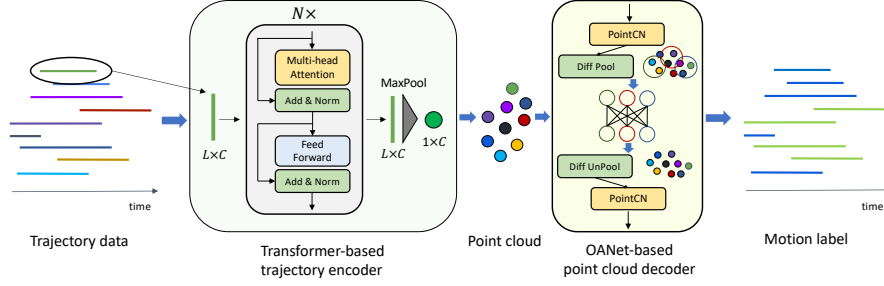 N×
Multi-head
Attention
Add & Norm
Feed
Forward
Add & Norm
L×C
MaxPool
L×C
1×C
PointCN
Diff Pool
Diff UnPool
PointCN
time
time
Trajectory data
Transformer-based
trajectory encoder
Point cloud
OANet-based
point cloud decoder
Motion label